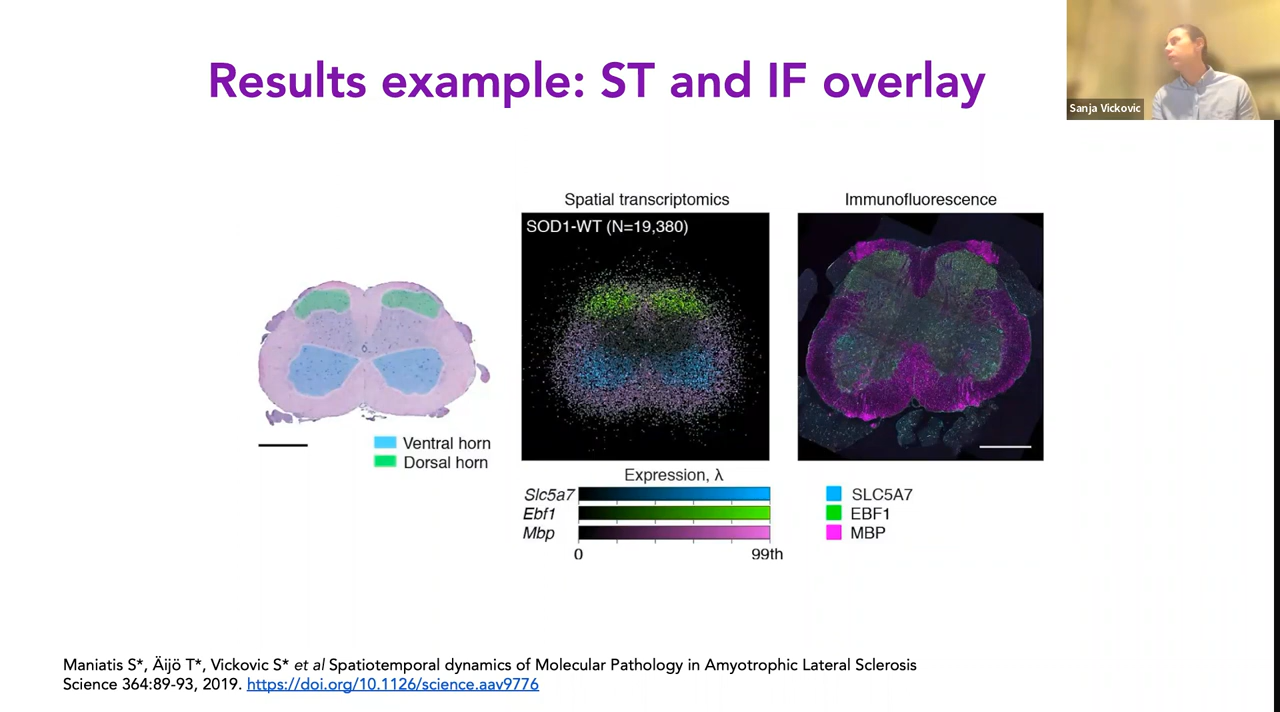 Results example: ST and IF overlay
Sanja Vickovic
Spatial transcriptomics
Immunofluorescence
SOD1-WT (N=19,380)
Ventral horn
Dorsal horn
Expression, λ
Slc5a7
Ebf1
Mbp
0
99th
SLC5A7
EBF1
MBP
Maniatis S*, Äijö T*, Vickovic S* et al Spatiotemporal dynamics of Molecular Pathology in Amyotrophic Lateral Sclerosis
Science 364:89-93, 2019. https://doi.org/10.1126/science.aav9776